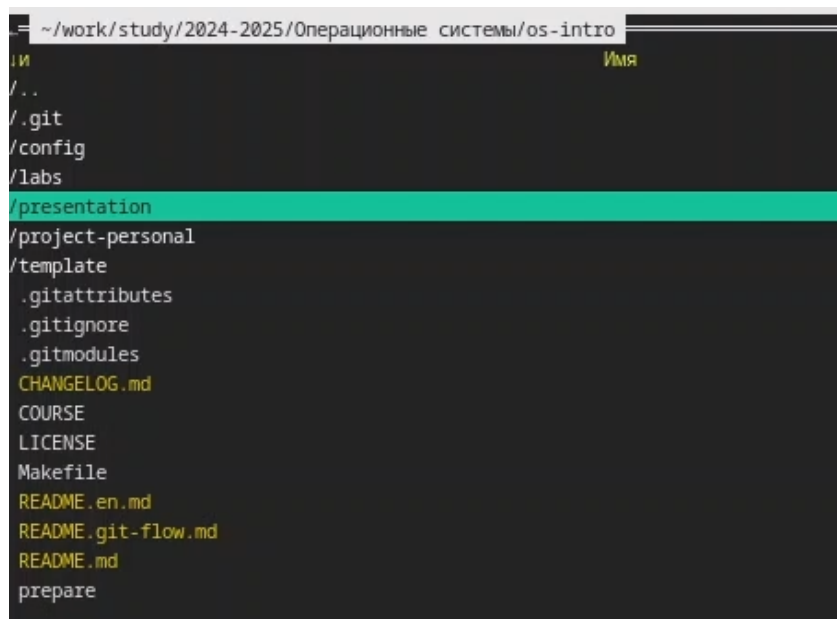 ~/work/study/2024-2025/Операционные системы/os-intro
↓и Имя
/..
/.git
/config
/labs
/presentation
/project-personal
/template
.gitattributes
.gitignore
.gitmodules
CHANGELOG.md
COURSE
LICENSE
Makefile
README.en.md
README.git-flow.md
README.md
prepare